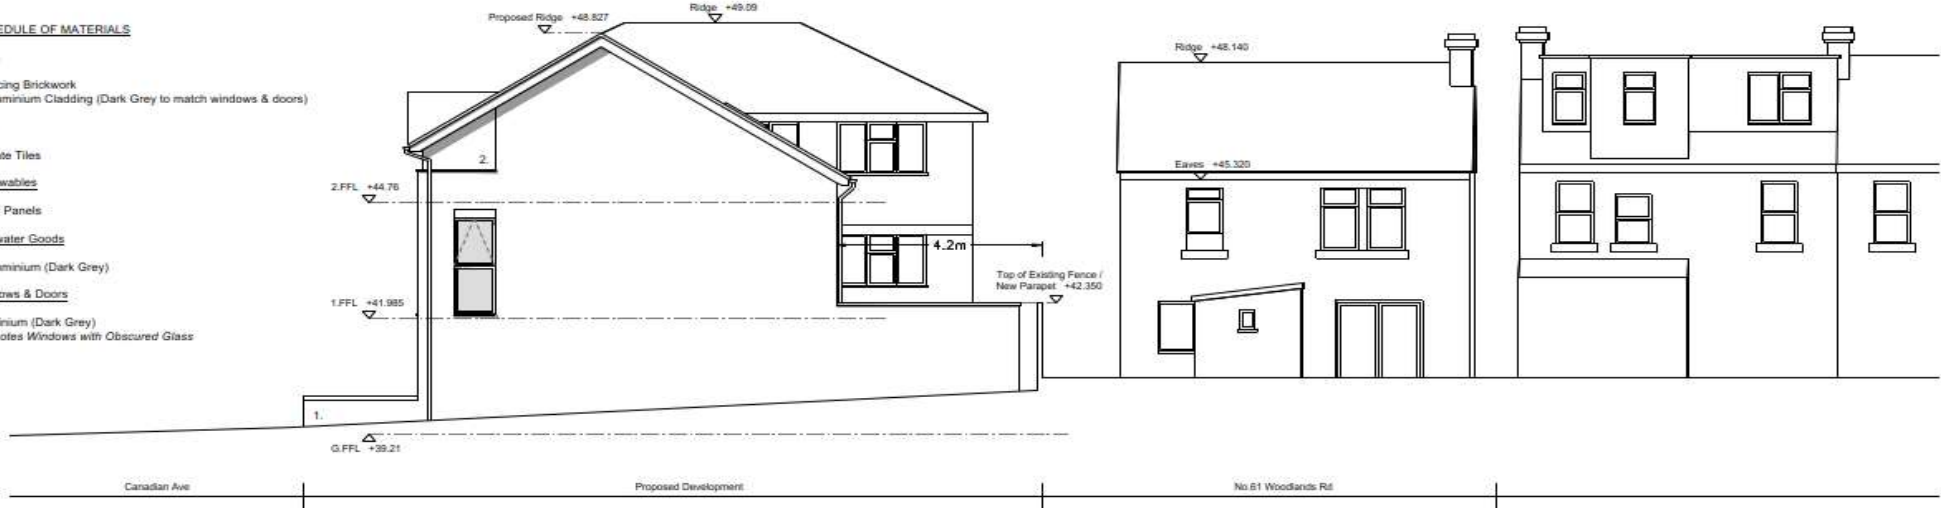 EDULE OF MATERIALS
cing Brickwork
uminium Cladding (Dark Grey to match windows & doors)
te Tiles
wables
Panels
water Goods
uminium (Dark Grey)
ows & Doors
inium (Dark Grey)
otes Windows with Obscured Glass
Proposed Ridge +48.827
Ridge +49.09
2.
2.FFL +44.76
1.FFL +41.985
1.
G.FFL +39.21
4.2m
Top of Existing Fence /
New Parapet +42.350
Ridge +48.140
Eaves +45.320
Canadian Ave
Proposed Development
No.61 Woodlands Rd